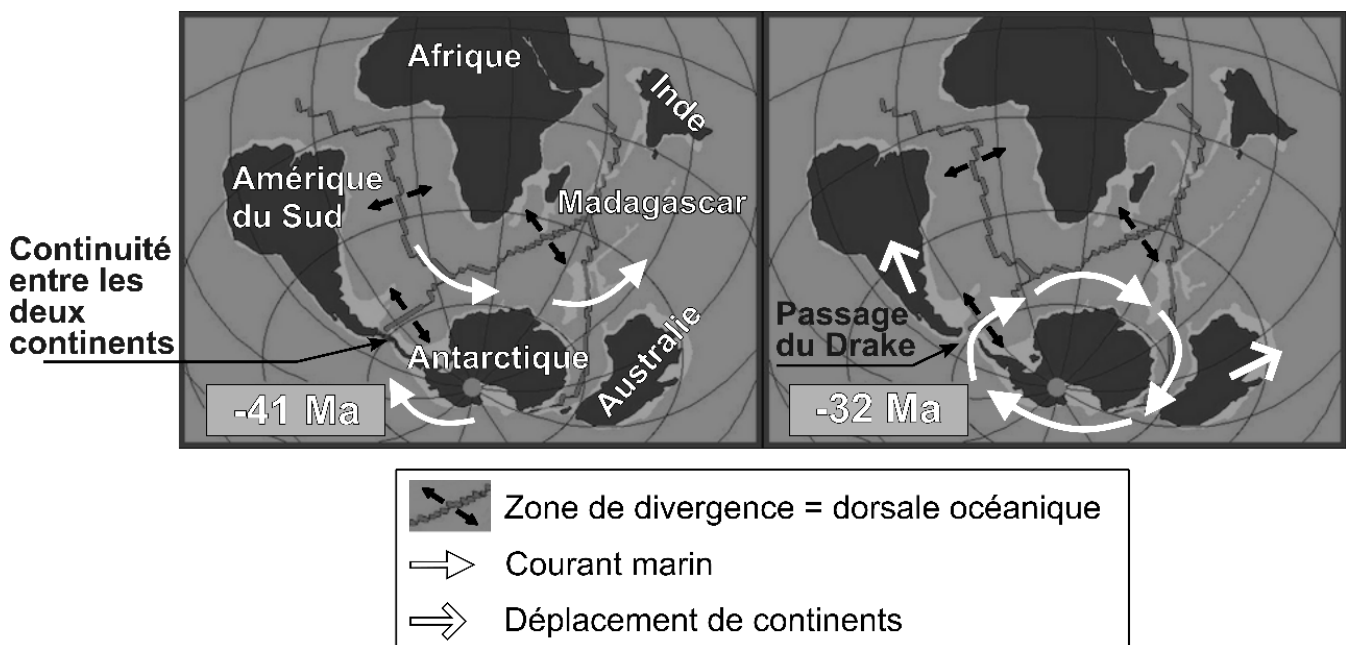 Afrique
Inde
Amérique
du Sud
Madagascar
Continuité
entre les
deux
continents
Antarctique
Australie
-41 Ma
Passage
du Drake
-32 Ma
Zone de divergence = dorsale océanique
Courant marin
Déplacement de continents